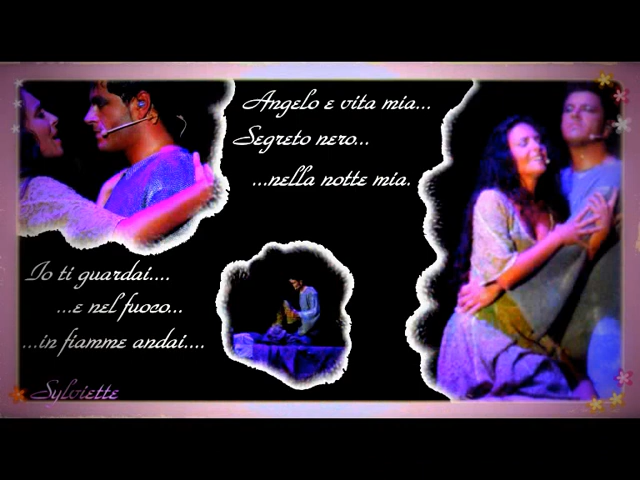 Angelo e vita mia...
Segreto nero...
...nella notte mia.
Io ti guardai....
...e nel fuoco...
...in fiamme andai....
Sylviette